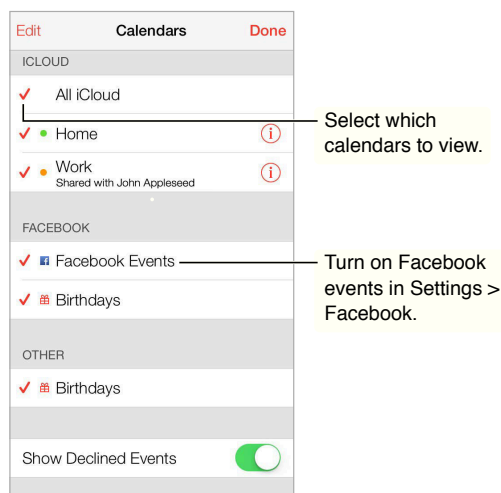 Edit Calendars Done
ICLOUD
All iCloud
Home
Work
Shared with John Appleseed
Select which
calendars to view.
FACEBOOK
Facebook Events
Birthdays
Turn on Facebook
events in Settings >
Facebook.
OTHER
Birthdays
Show Declined Events